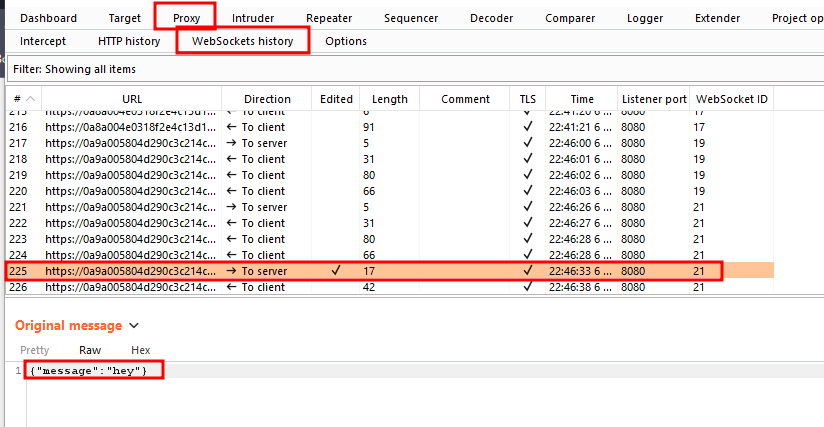 Dashboard Target Proxy Intruder Repeater Sequencer Decoder Comparer Logger Extender Project op
Intercept HTTP history WebSockets history Options
Filter: Showing all items
# URL Direction Edited Length Comment TLS Time Listener port WebSocket ID
215 https://0a8a004e0318f2e4c13d1... ← To client 6 ✓ 22:41:20 6 ... 8080 17
216 https://0a8a004e0318f2e4c13d1... ← To client 91 ✓ 22:41:21 6 ... 8080 17
217 https://0a9a005804d290c3c214c... → To server 5 ✓ 22:46:00 6 ... 8080 19
218 https://0a9a005804d290c3c214c... ← To client 31 ✓ 22:46:01 6 ... 8080 19
219 https://0a9a005804d290c3c214c... ← To client 80 ✓ 22:46:02 6 ... 8080 19
220 https://0a9a005804d290c3c214c... ← To client 66 ✓ 22:46:03 6 ... 8080 19
221 https://0a9a005804d290c3c214c... → To server 5 ✓ 22:46:26 6 ... 8080 21
222 https://0a9a005804d290c3c214c... ← To client 31 ✓ 22:46:27 6 ... 8080 21
223 https://0a9a005804d290c3c214c... ← To client 80 ✓ 22:46:28 6 ... 8080 21
224 https://0a9a005804d290c3c214c... ← To client 66 ✓ 22:46:28 6 ... 8080 21
225 https://0a9a005804d290c3c214c... → To server ✓ 17 ✓ 22:46:33 6 ... 8080 21
226 https://0a9a005804d290c3c214c... ← To client 42 ✓ 22:46:38 6 ... 8080 21
Original message
Pretty Raw Hex
1 {"message":"hey"}